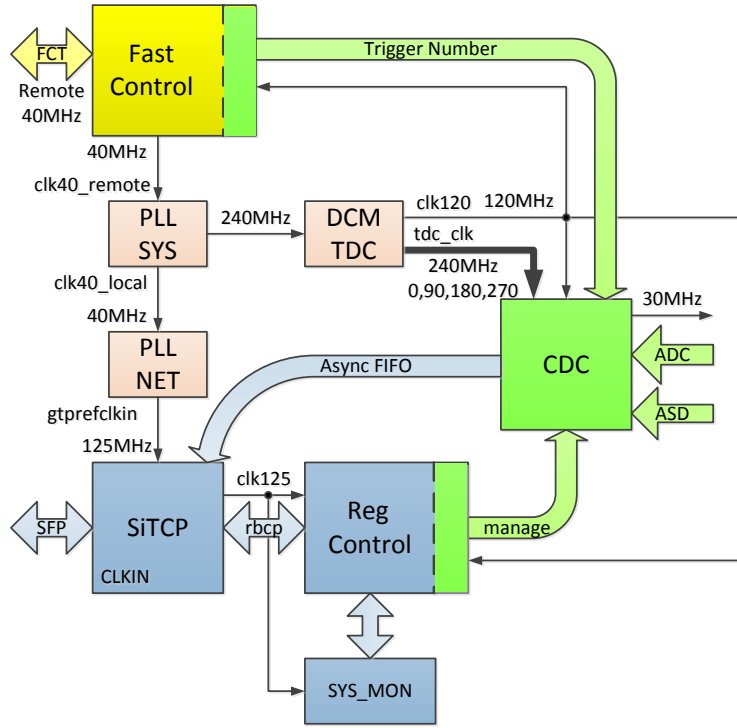 Fast
Control
FCT
Remote
40MHz
Trigger Number
40MHz
clk40_remote
PLL
SYS
240MHz
DCM
TDC
clk120
120MHz
tdc_clk
240MHz
0,90,180,270
clk40_local
40MHz
PLL
NET
30MHz
CDC
ADC
ASD
Async FIFO
gtprefclkin
125MHz
SiTCP
CLKIN
SFP
clk125
rbcp
Reg
Control
manage
SYS_MON